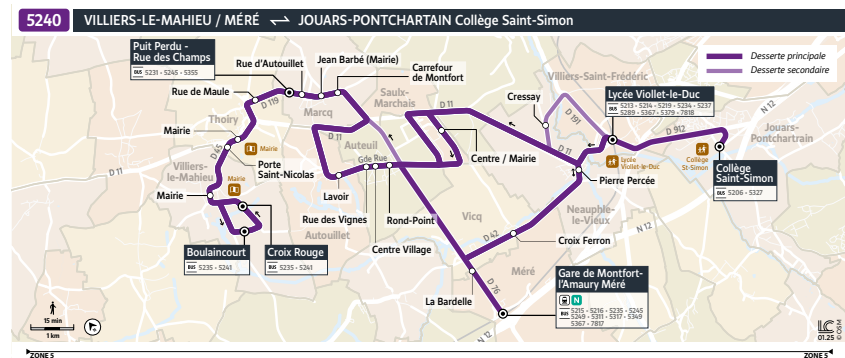 5240 VILLIERS-LE-MAHIEU / MÉRÉ ⇌ JOUARS-PONTCHARTRAIN Collège Saint-Simon
Puit Perdu -
Rue des Champs
BUS 5231 - 5245 - 5355
Rue d'Autouillet
Jean Barbé (Mairie)
Carrefour
de Montfort
Desserte principale
Desserte secondaire
Villiers-Saint-Frédéric
Lycée Viollet-le-Duc
BUS 5213 - 5214 - 5219 - 5234 - 5237
5289 - 5367 - 5379 - 7818
N 12
Rue de Maule
D 119
Marcq
Saulx-
Marchais
D 11
Cressay
D 191
D 912
Jouars-
Pontchartrain
Thoiry
Mairie
Mairie
D 11
Auteuil
Centre / Mairie
D 11
Lycée
Viollet-le-Duc
Collège
St-Simon
Collège
Saint-Simon
BUS 5206 - 5327
D 45
Porte
Saint-Nicolas
Gde Rue
Pierre Percée
D 11
Villiers-
le-Mahieu
Mairie
Mairie
Lavoir
Rue des Vignes
Rond-Point
Vicq
Neauphle-
le-Vieux
N 12
Autouillet
Centre Village
D 42
Croix Ferron
Boulaincourt
BUS 5235 - 5241
Croix Rouge
BUS 5235 - 5241
Méré
Gare de Montfort-
l'Amaury Méré
N
BUS 5215 - 5216 - 5235 - 5245
5249 - 5311 - 5317 - 5349
5367 - 7817
La Bardelle
D 76
N 12
15 min
1 km
01.25
© OSM
ZONE 5
ZONE 5